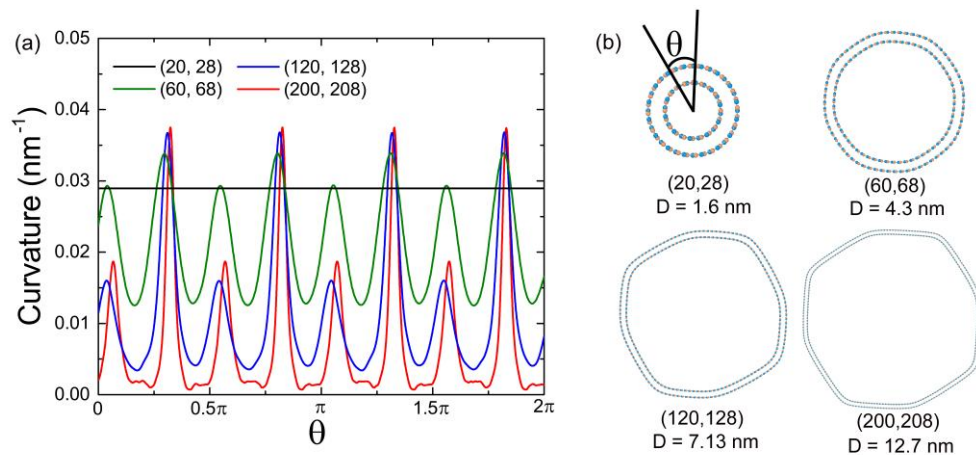 (a)
Curvature (nm⁻¹)
0.05
0.04
0.03
0.02
0.01
0.00
(20, 28) (120, 128)
(60, 68) (200, 208)
0 0.5π π 1.5π 2π
θ
(b)
θ
(20,28)
D = 1.6 nm
(60,68)
D = 4.3 nm
(120,128)
D = 7.13 nm
(200,208)
D = 12.7 nm